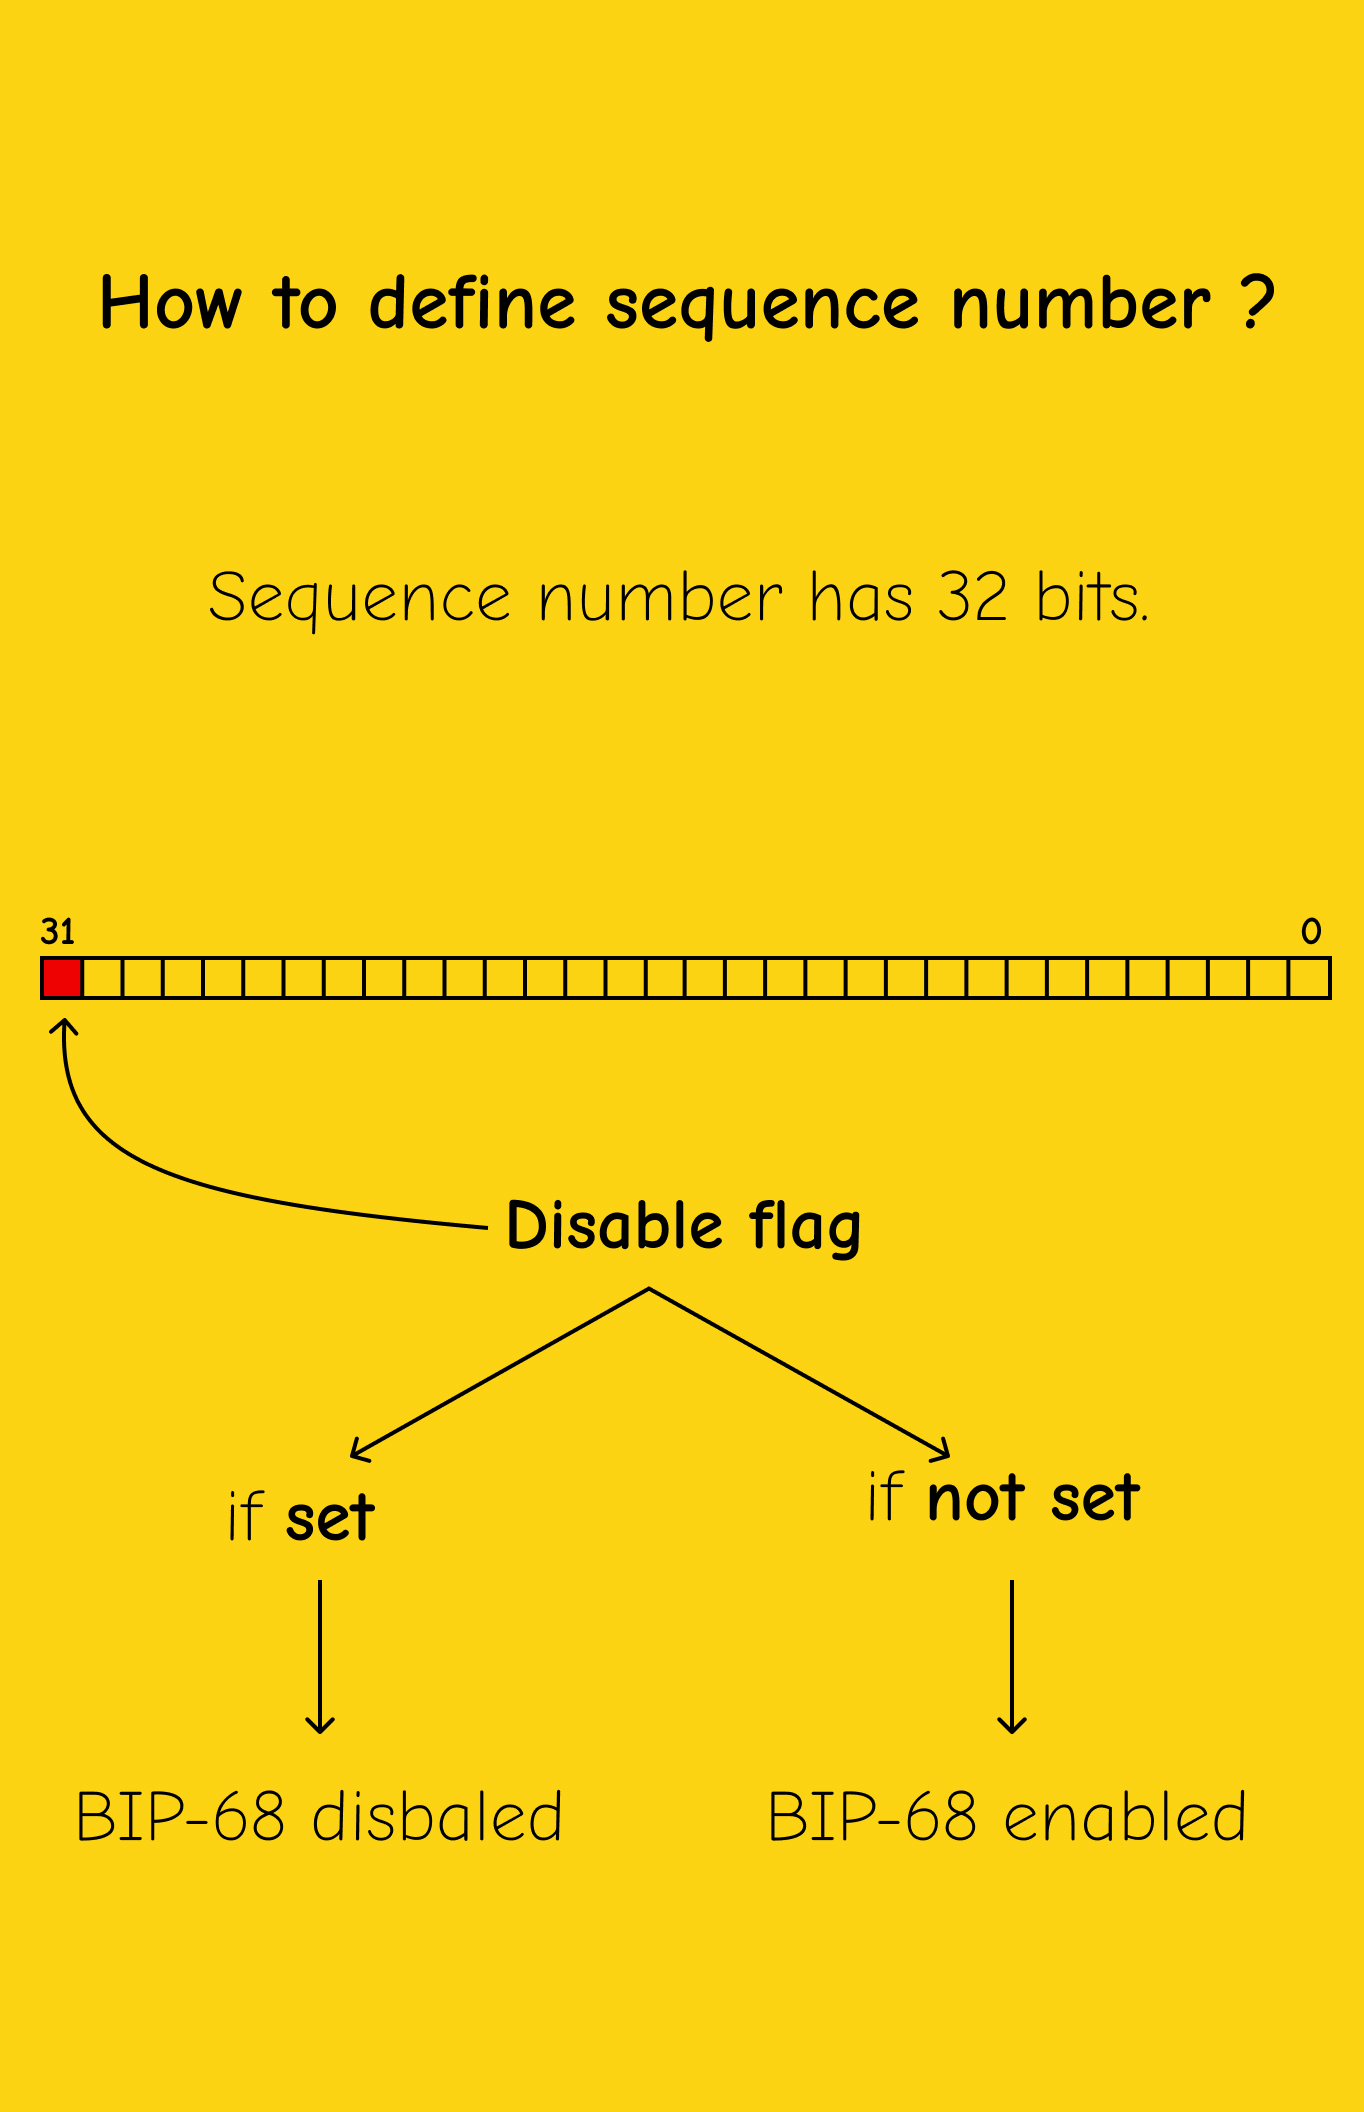 How to define sequence number ?
Sequence number has 32 bits.
31 0
Disable flag
if set if not set
BIP-68 disbaled BIP-68 enabled